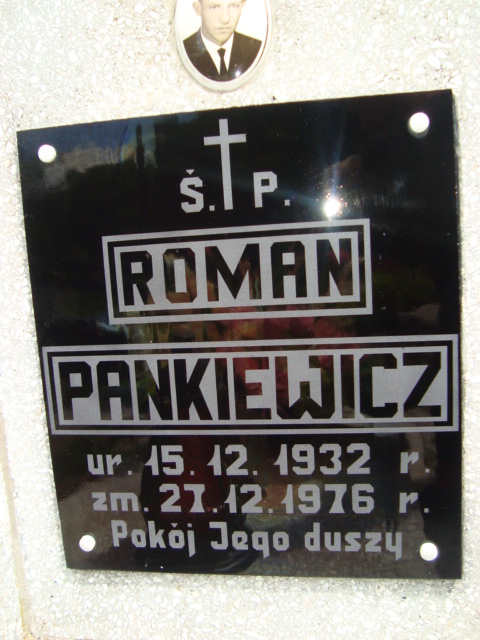 Š. P.
ROMAN
PANKIEWICZ
ur. 15. 12. 1932 r.
zm. 27. 12. 1976 r.
Pokój Jego duszy